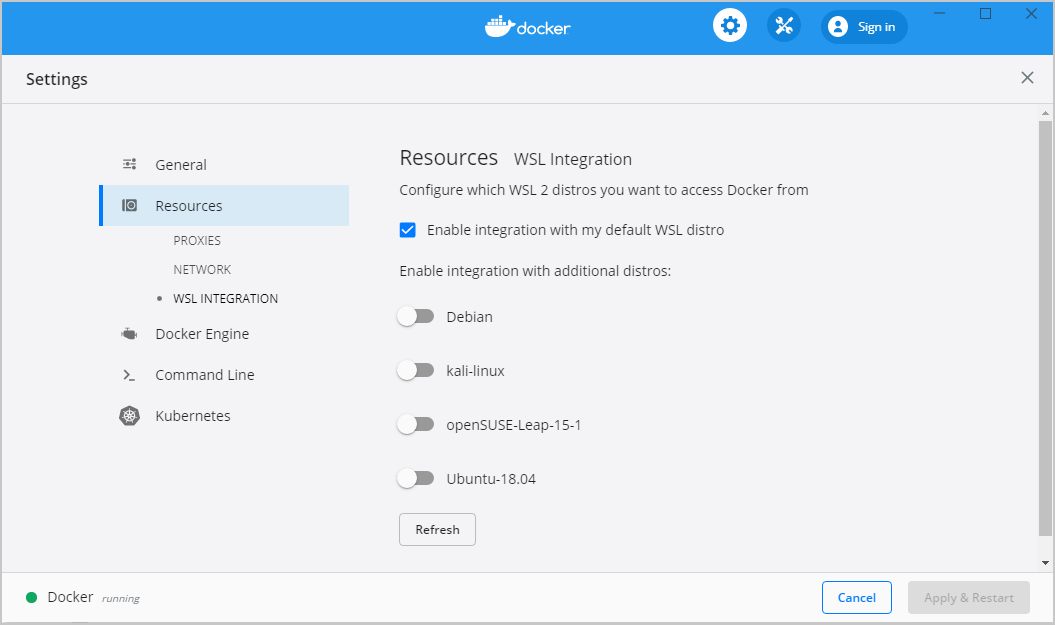 docker
Sign in
Settings
General
Resources
PROXIES
NETWORK
WSL INTEGRATION
Docker Engine
Command Line
Kubernetes
Resources WSL Integration
Configure which WSL 2 distros you want to access Docker from
Enable integration with my default WSL distro
Enable integration with additional distros:
Debian
kali-linux
openSUSE-Leap-15-1
Ubuntu-18.04
Refresh
Docker running
Cancel
Apply & Restart